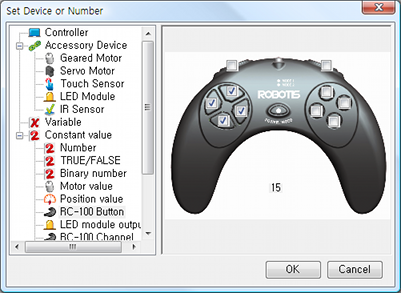 Set Device or Number
Controller
Accessory Device
Geared Motor
Servo Motor
Touch Sensor
LED Module
IR Sensor
Variable
Constant value
Number
TRUE/FALSE
Binary number
Motor value
Position value
RC-100 Button
LED module outpu
RC-100 Channel
ROBOTIS
15
OK
Cancel